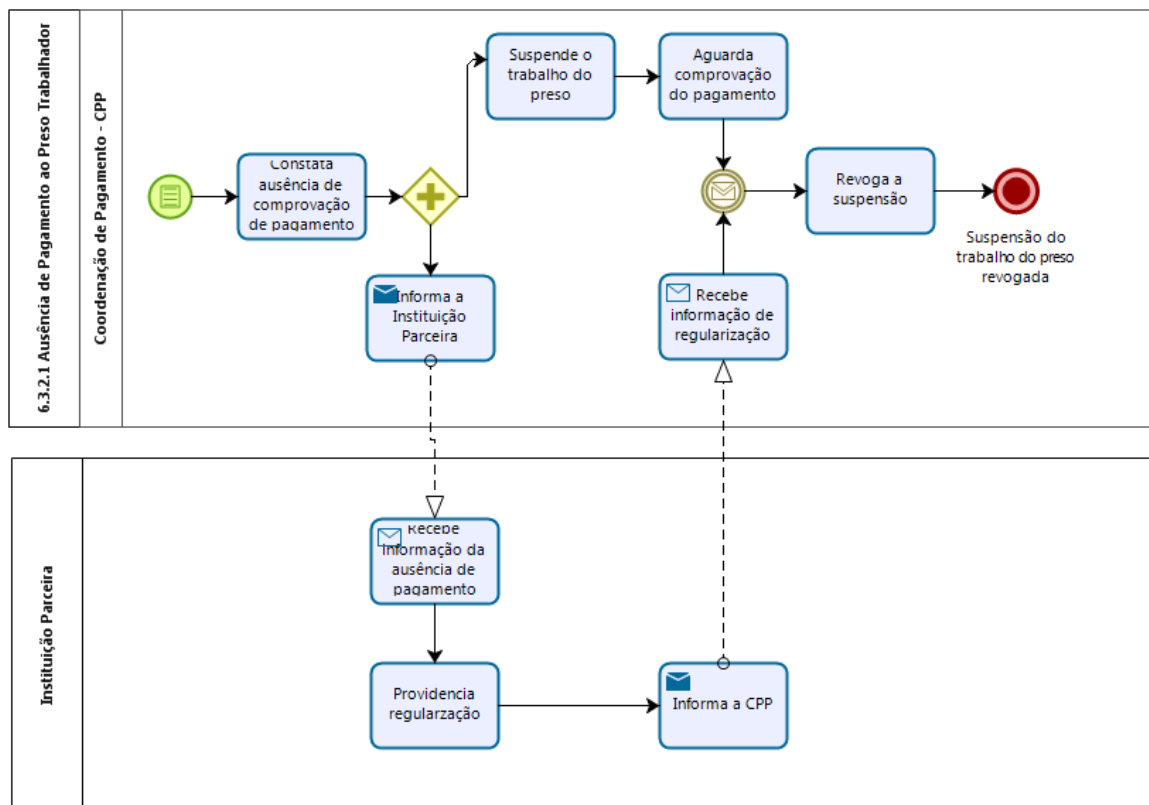 6.3.2.1 Ausência de Pagamento ao Preso Trabalhador
Coordenação de Pagamento - CPP
Constata
ausência de
comprovação
de pagamento
Suspende o
trabalho do
preso
Aguarda
comprovação
do pagamento
Informa a
Instituição
Parceira
Recebe
informação de
regularização
Revoga a
suspensão
Suspensão do
trabalho do preso
revogada
Instituição Parceira
Recebe
informação da
ausência de
pagamento
Providencia
regularzação
Informa a CPP